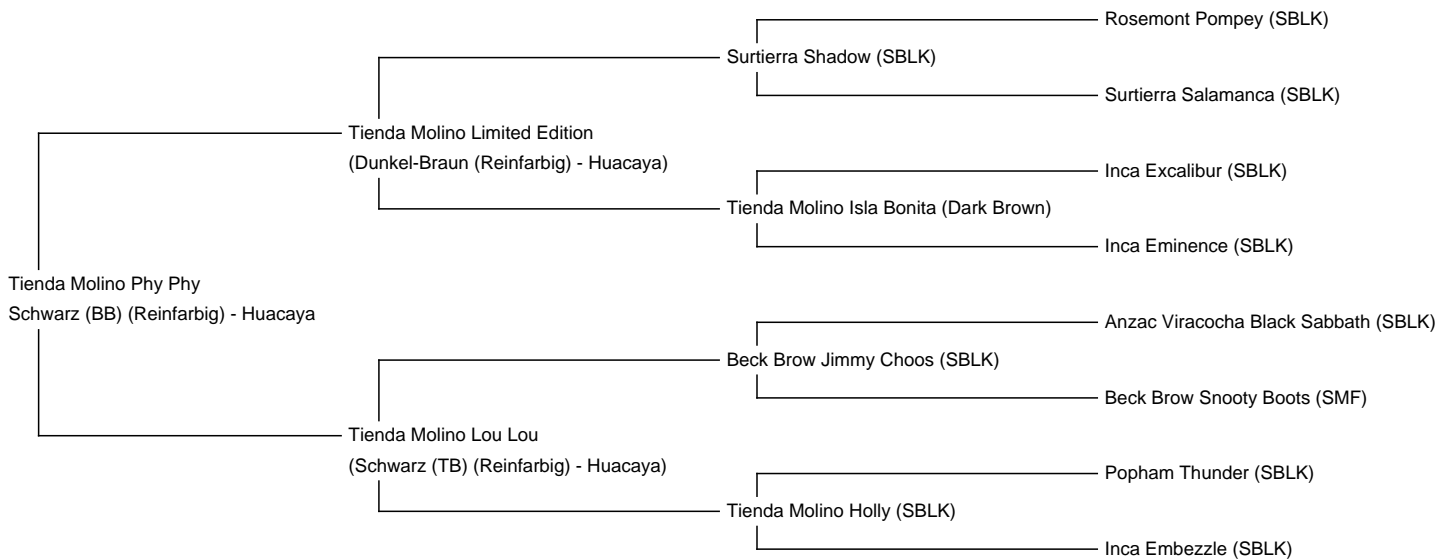 Rosemont Pompey (SBLK)
Surtierra Shadow (SBLK)
Surtierra Salamanca (SBLK)
Tienda Molino Limited Edition
(Dunkel-Braun (Reinfarbig) - Huacaya)
Inca Excalibur (SBLK)
Tienda Molino Isla Bonita (Dark Brown)
Inca Eminence (SBLK)
Tienda Molino Phy Phy
Schwarz (BB) (Reinfarbig) - Huacaya
Anzac Viracocha Black Sabbath (SBLK)
Beck Brow Jimmy Choos (SBLK)
Beck Brow Snooty Boots (SMF)
Tienda Molino Lou Lou
(Schwarz (TB) (Reinfarbig) - Huacaya)
Popham Thunder (SBLK)
Tienda Molino Holly (SBLK)
Inca Embezzle (SBLK)